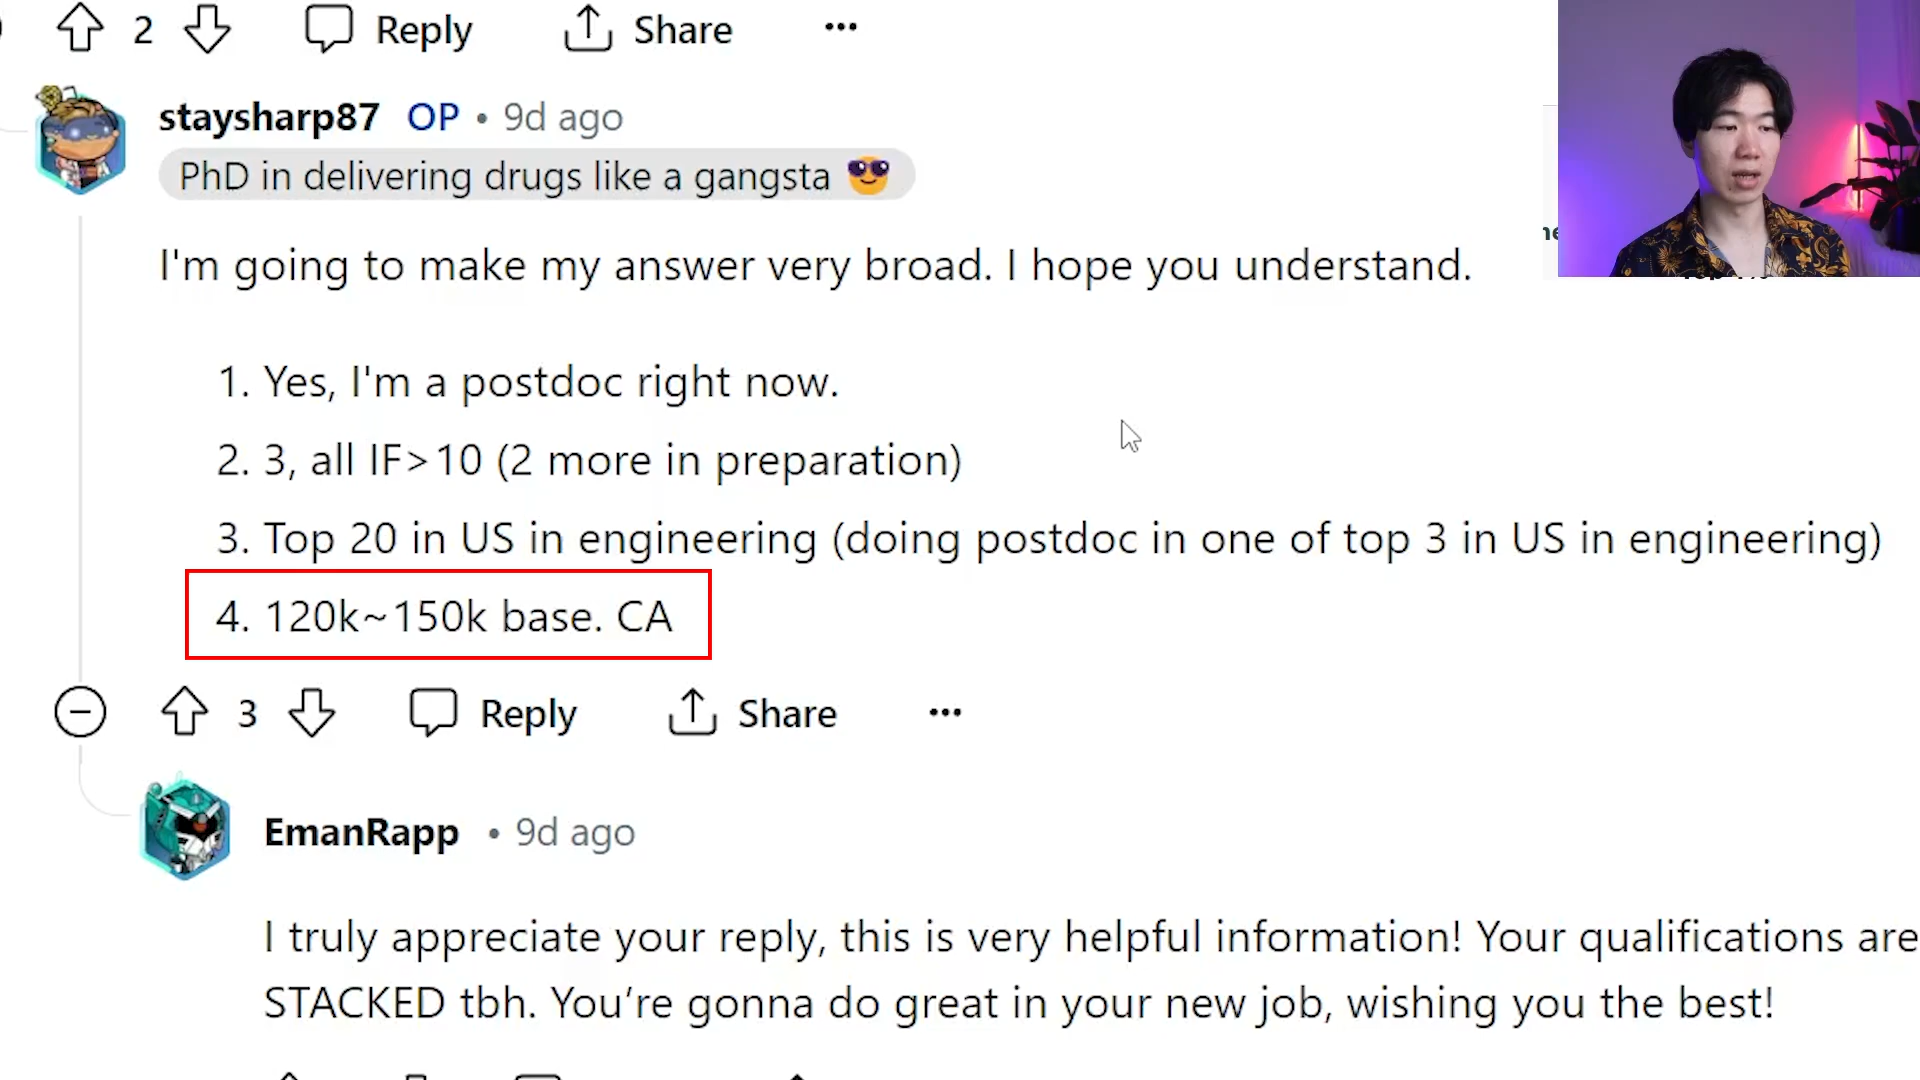 2 Reply Share
staysharp87 OP • 9d ago
PhD in delivering drugs like a gangsta 😎
I'm going to make my answer very broad. I hope you understand.
1. Yes, I'm a postdoc right now.
2. 3, all IF>10 (2 more in preparation)
3. Top 20 in US in engineering (doing postdoc in one of top 3 in US in engineering)
4. 120k~150k base. CA
3 Reply Share
EmanRapp • 9d ago
I truly appreciate your reply, this is very helpful information! Your qualifications are
STACKED tbh. You’re gonna do great in your new job, wishing you the best!